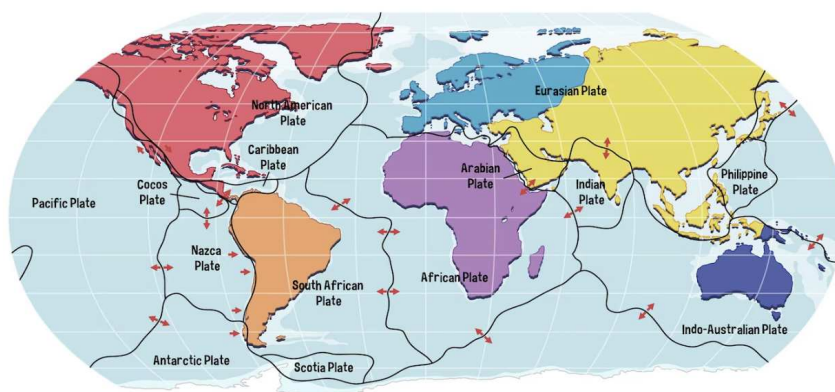 North American
Plate
Eurasian Plate
Caribbean
Plate
Arabian
Plate
Cocos
Plate
Indian
Plate
Philippine
Plate
Pacific Plate
Nazca
Plate
South African
Plate
African Plate
Indo-Australian Plate
Antarctic Plate
Scotia Plate